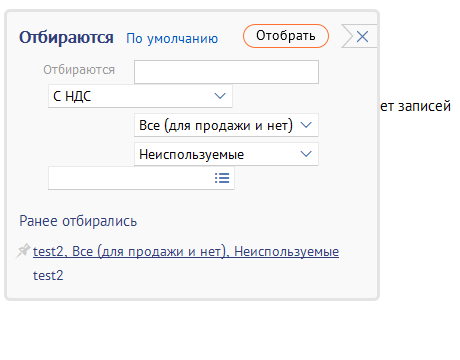 Отбираются По умолчанию Отобрать
Отбираются
С НДС
ет записей
Все (для продажи и нет)
Неиспользуемые
Ранее отбирались
test2, Все (для продажи и нет), Неиспользуемые
test2